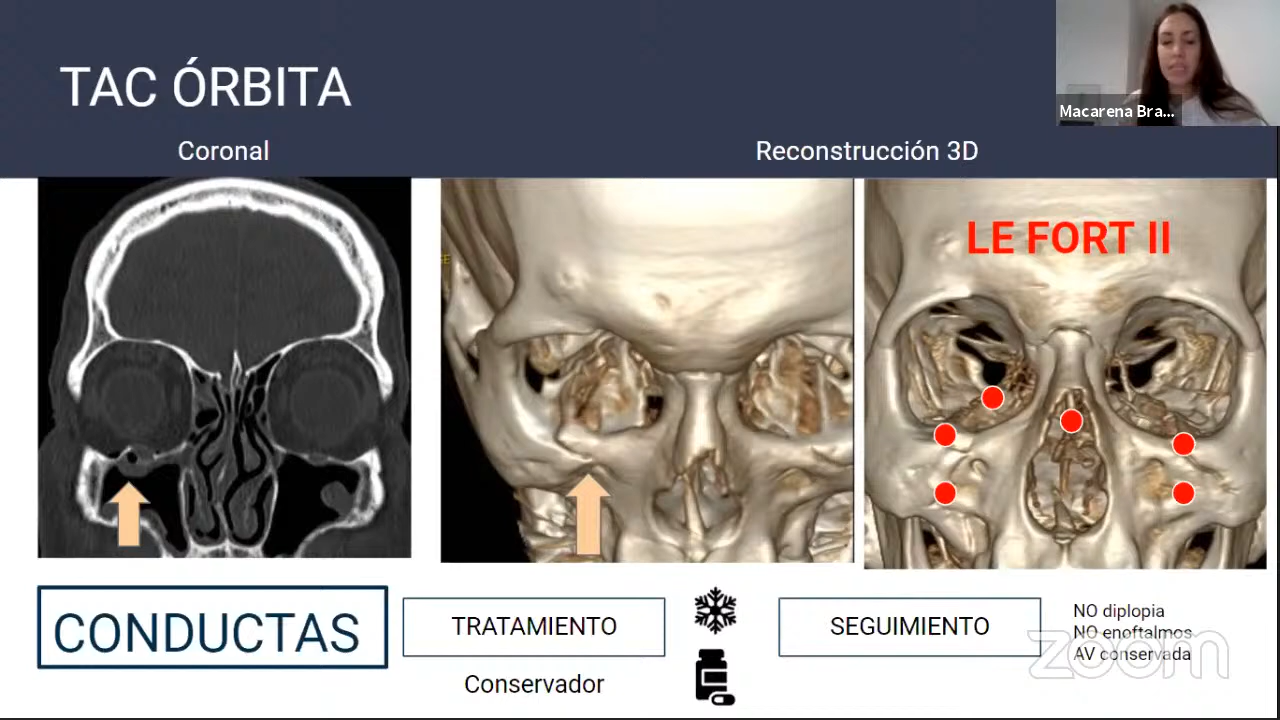 TAC ÓRBITA
Macarena Bra...
Coronal
Reconstrucción 3D
LE FORT II
CONDUCTAS
TRATAMIENTO
Conservador
SEGUIMIENTO
NO diplopia
NO enoftalmos
AV conservada
zoom